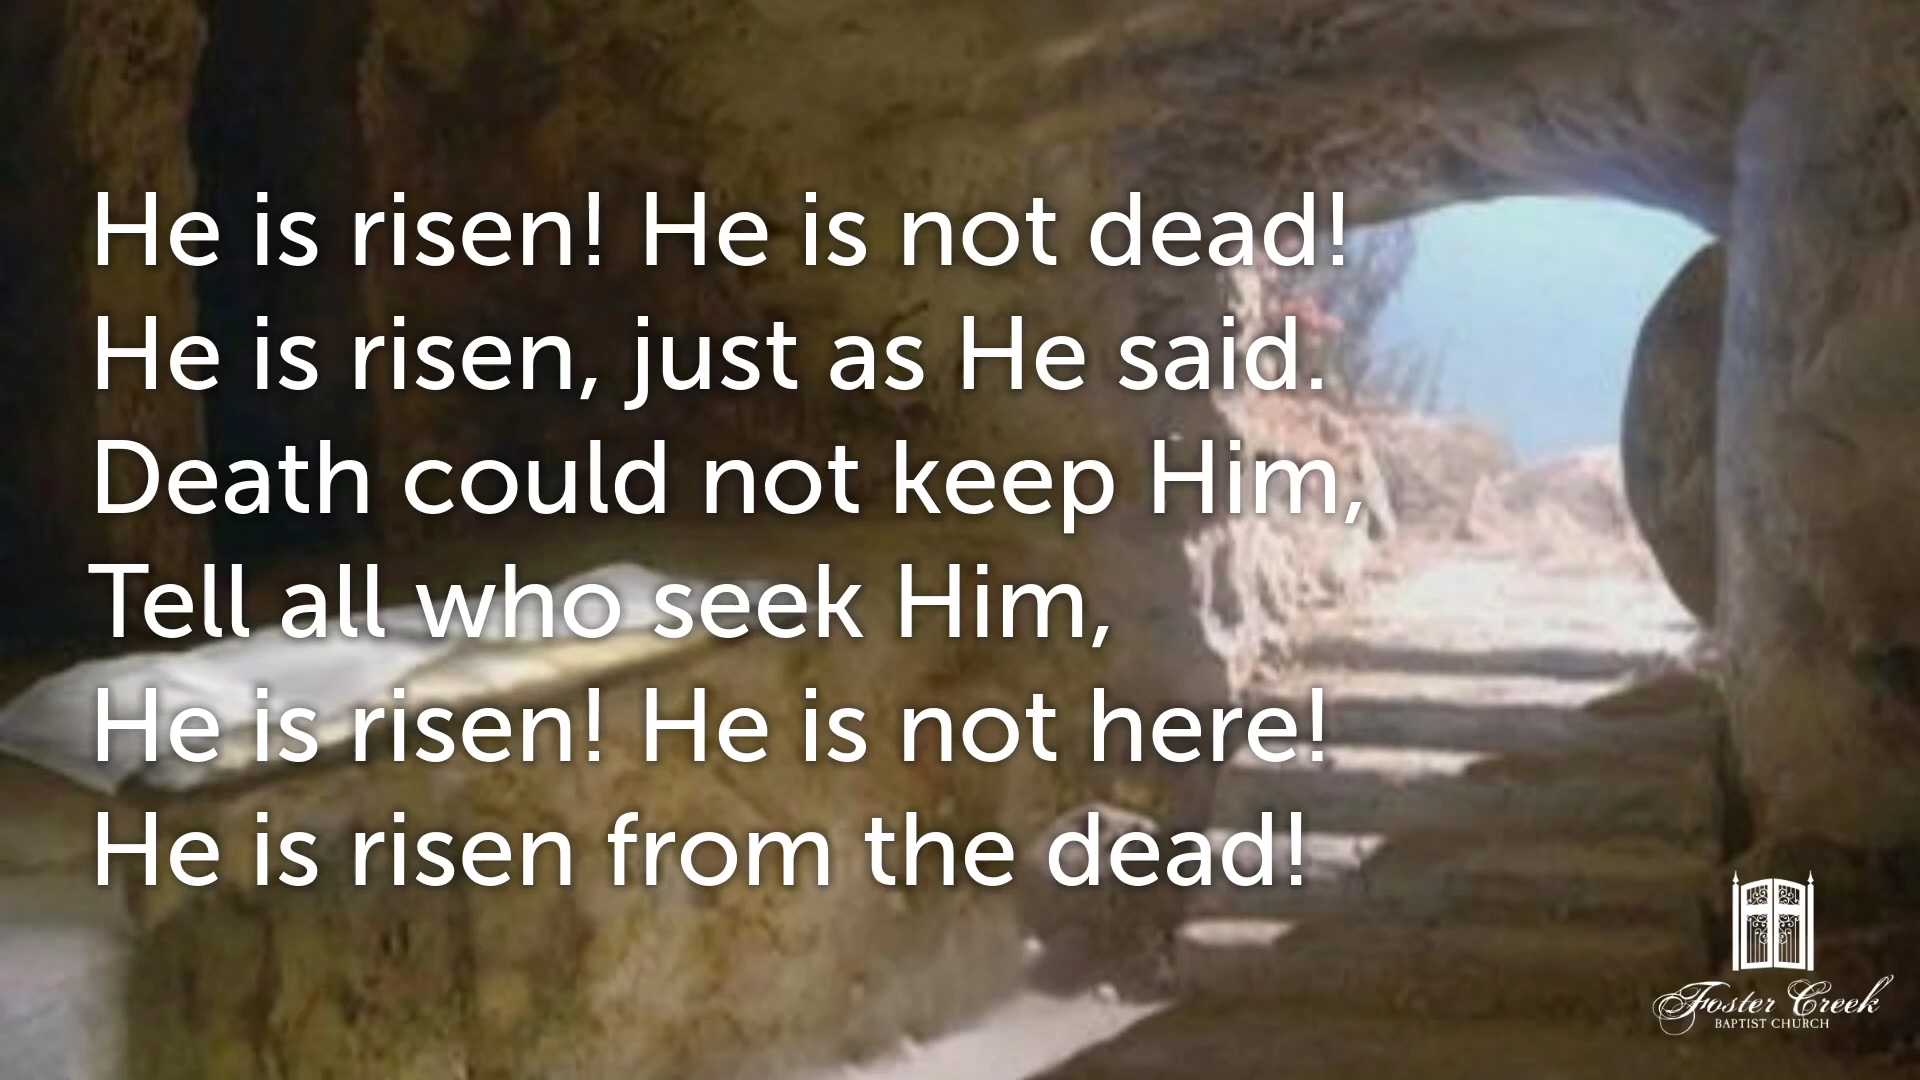 He is risen! He is not dead!
He is risen, just as He said.
Death could not keep Him,
Tell all who seek Him,
He is risen! He is not here!
He is risen from the dead!
Foster Creek
BAPTIST CHURCH